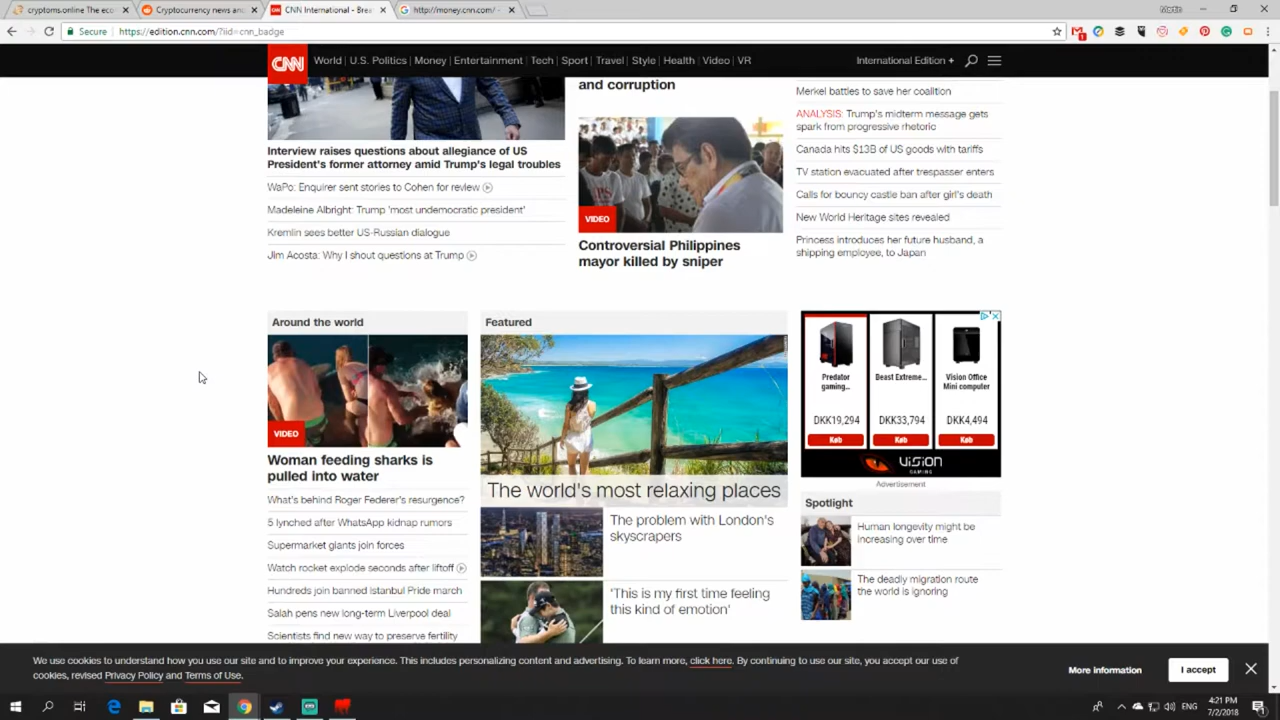 cryptoms.online The eco
Cryptocurrency news and
CNN International - Brea
http://money.cnn.com/ -
Secure
https://edition.cnn.com/?iid=cnn_badge
CNN
World U.S. Politics Money Entertainment Tech Sport Travel Style Health Video VR
International Edition +
Interview raises questions about allegiance of US
President's former attorney amid Trump's legal troubles
WaPo: Enquirer sent stories to Cohen for review
Madeleine Albright: Trump 'most undemocratic president'
Kremlin sees better US-Russian dialogue
Jim Acosta: Why I shout questions at Trump
and corruption
VIDEO
Controversial Philippines
mayor killed by sniper
Merkel battles to save her coalition
ANALYSIS: Trump's midterm message gets
spark from progressive rhetoric
Canada hits $13B of US goods with tariffs
TV station evacuated after trespasser enters
Calls for bouncy castle ban after girl's death
New World Heritage sites revealed
Princess introduces her future husband, a
shipping employee, to Japan
Around the world
VIDEO
Woman feeding sharks is
pulled into water
What's behind Roger Federer's resurgence?
5 lynched after WhatsApp kidnap rumors
Supermarket giants join forces
Watch rocket explode seconds after liftoff
Hundreds join banned Istanbul Pride march
Salah pens new long-term Liverpool deal
Scientists find new way to preserve fertility
Featured
The world's most relaxing places
The problem with London's
skyscrapers
'This is my first time feeling
this kind of emotion'
Predator
gaming...
DKK19,294
Køb
Beast Extreme...
DKK33,794
Køb
Vision Office
Mini computer
DKK4,494
Køb
VISION
GAMING
Advertisement
Spotlight
Human longevity might be
increasing over time
The deadly migration route
the world is ignoring
We use cookies to understand how you use our site and to improve your experience. This includes personalizing content and advertising. To learn more, click here. By continuing to use our site, you accept our use of
cookies, revised Privacy Policy and Terms of Use.
More information
I accept
ENG
4:21 PM
7/2/2018